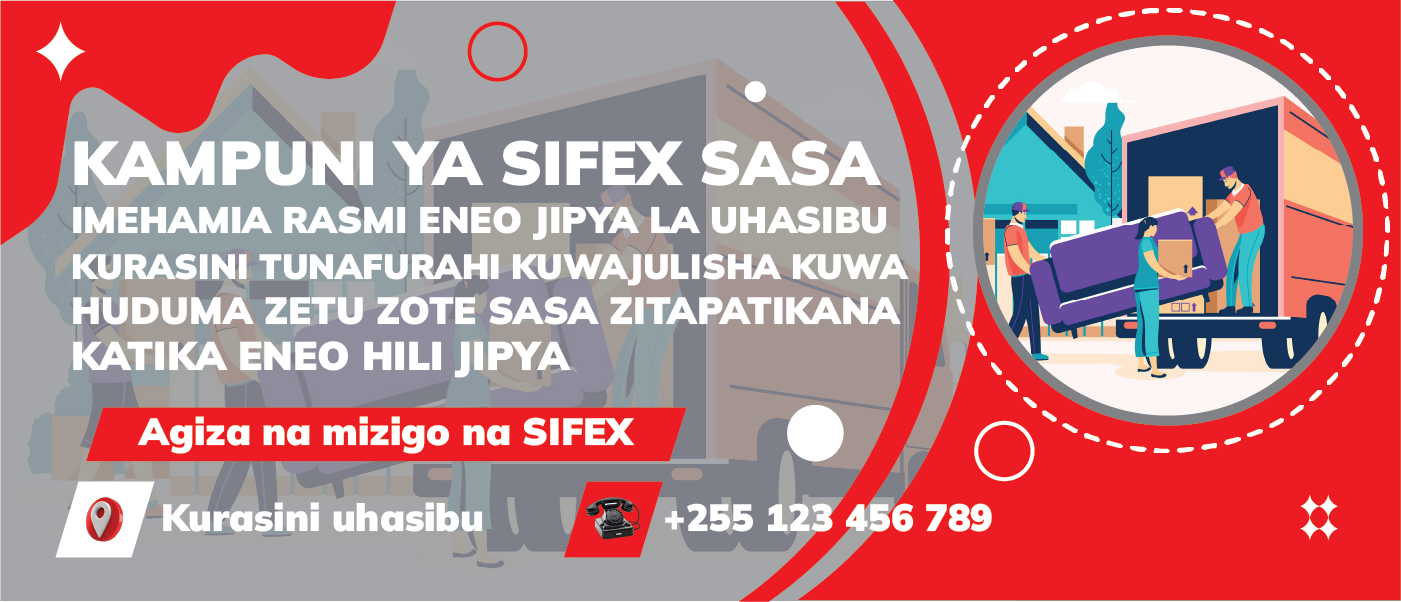 KAMPUNI YA SIFEX SASA
IMEHAMIA RASMI ENEO JIPYA LA UHASIBU
KURASINI TUNAFURAHI KUWAJULISHA KUWA
HUDUMA ZETU ZOTE SASA ZITAPATIKANA
KATIKA ENEO HILI JIPYA
Agiza na mizigo na SIFEX
Kurasini uhasibu
+255 123 456 789